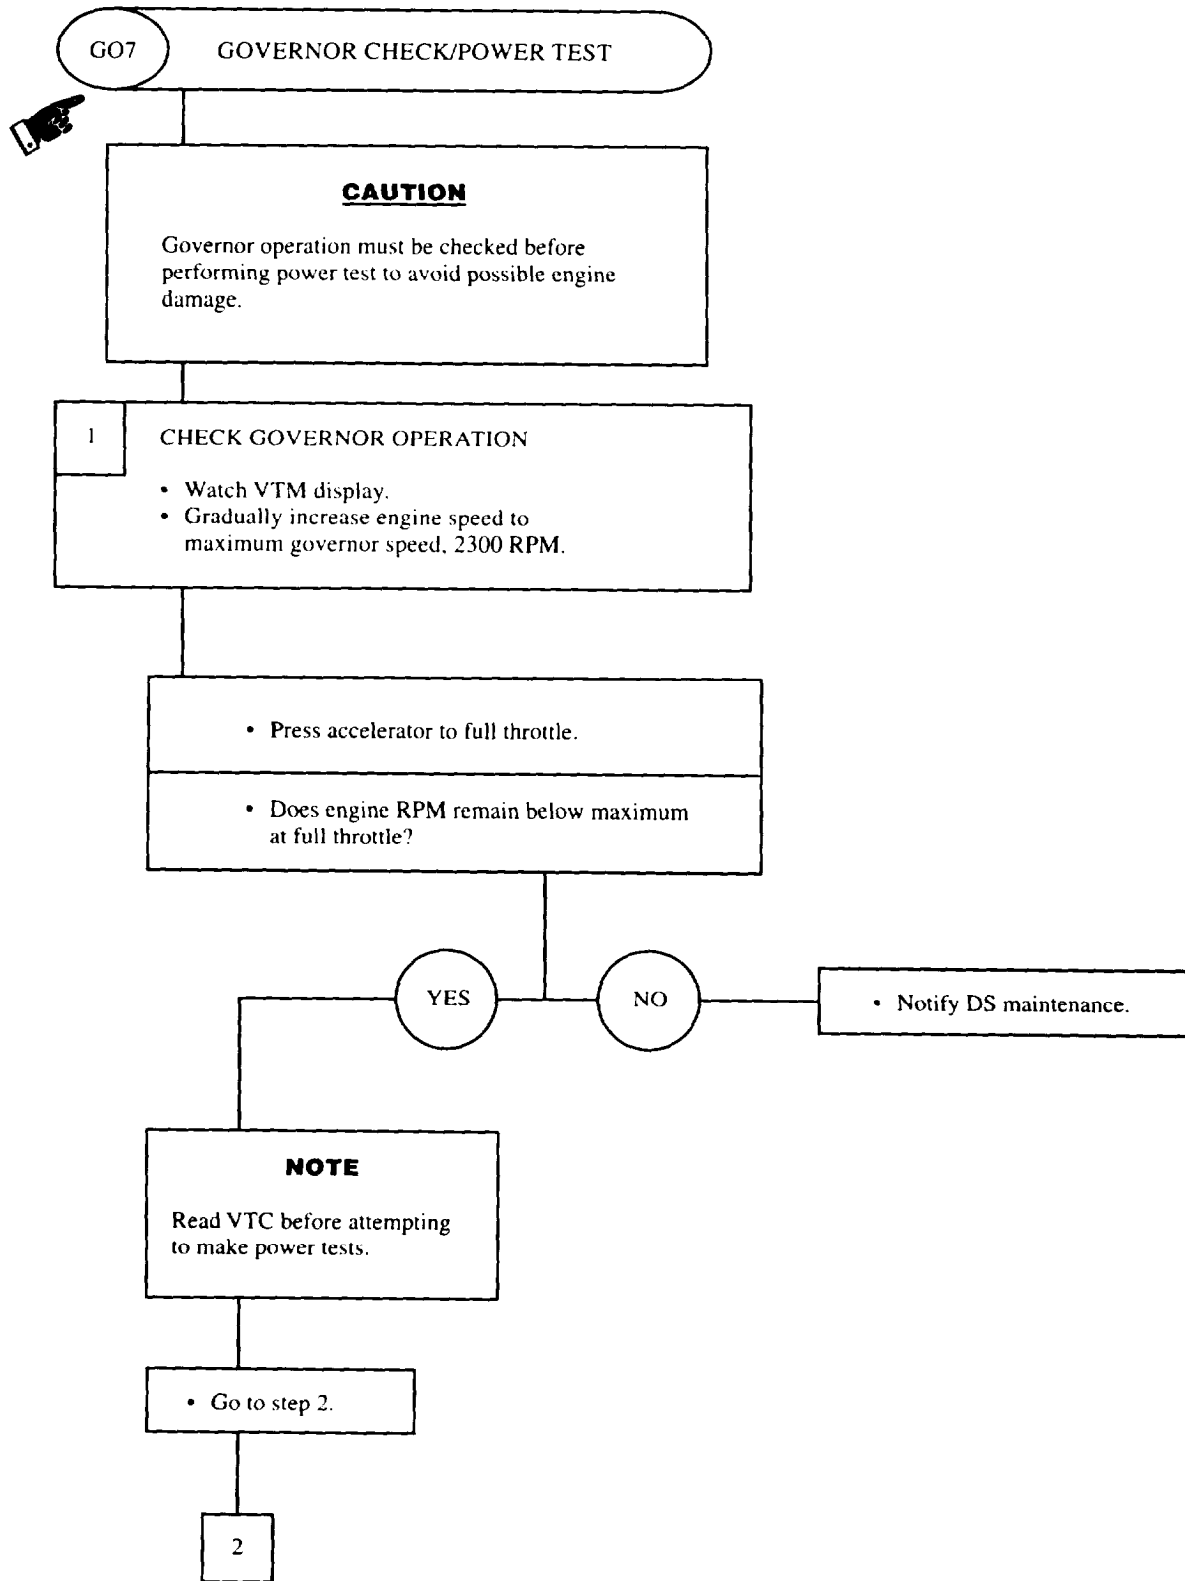 GO7 GOVERNOR CHECK/POWER TEST
CAUTION
Governor operation must be checked before
performing power test to avoid possible engine
damage.
1 CHECK GOVERNOR OPERATION
• Watch VTM display.
• Gradually increase engine speed to
maximum governor speed, 2300 RPM.
• Press accelerator to full throttle.
• Does engine RPM remain below maximum
at full throttle?
YES NO • Notify DS maintenance.
NOTE
Read VTC before attempting
to make power tests.
• Go to step 2.
2